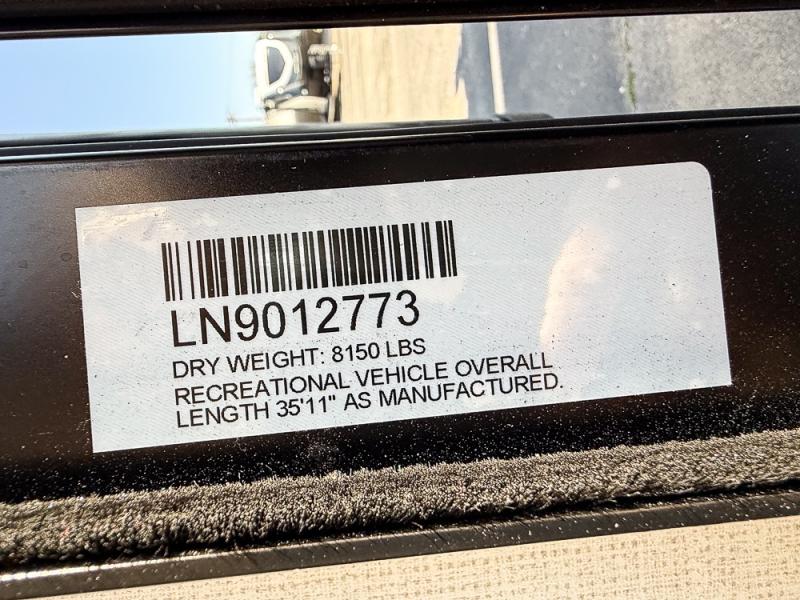 LN9012773
DRY WEIGHT: 8150 LBS
RECREATIONAL VEHICLE OVERALL
LENGTH 35'11" AS MANUFACTURED.